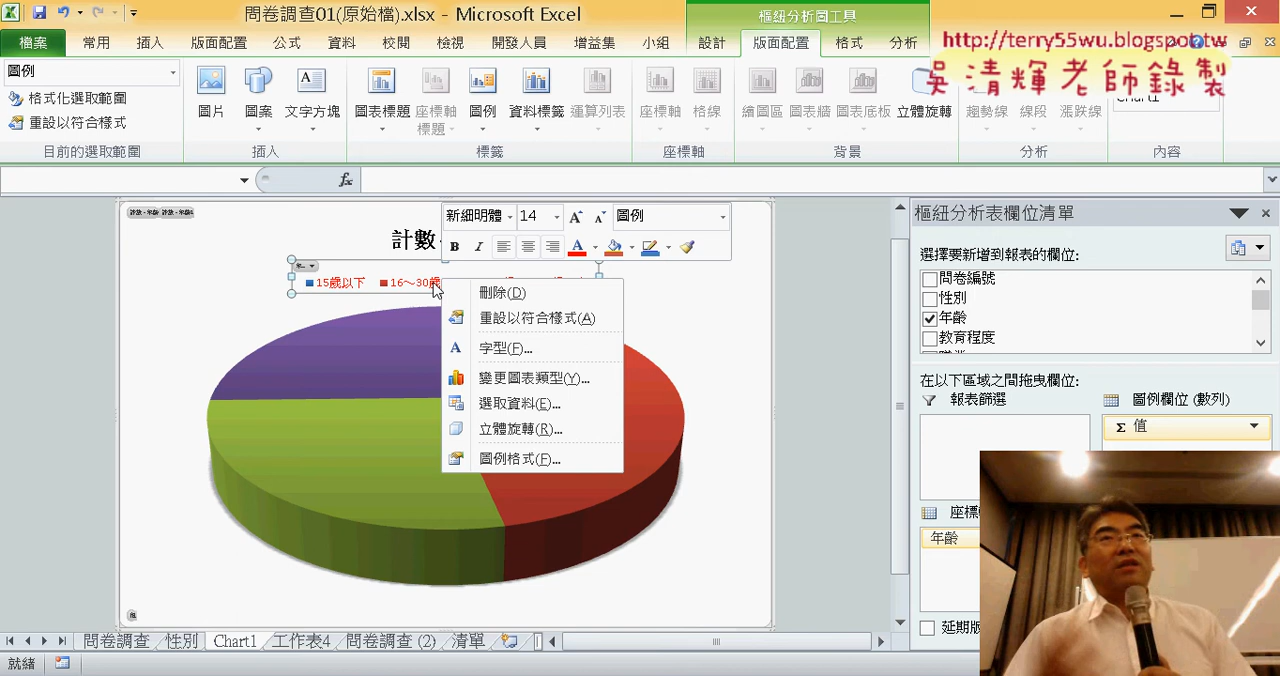 問卷調查01(原始檔).xlsx - Microsoft Excel
樞紐分析圖工具
檔案 常用 插入 版面配置 公式 資料 校閱 檢視 開發人員 增益集 小組 設計 版面配置 格式 分析
http://terry55wu.blogspot.tw
吳清輝老師錄製
圖例
格式化選取範圍
重設以符合樣式
目前的選取範圍
圖片 圖案 文字方塊
插入
圖表標題 座標軸標題 圖例 資料標籤 運算列表
標籤
座標軸 格線
座標軸
繪圖區 圖表牆 圖表底板 立體旋轉
背景
趨勢線 線段 漲跌線
分析
Chart1
內容
fx
計數
新細明體 14 圖例
B I A
15歲以下 16~30歲
刪除(D)
重設以符合樣式(A)
字型(F)...
變更圖表類型(Y)...
選取資料(E)...
立體旋轉(R)...
圖例格式(F)...
樞紐分析表欄位清單
選擇要新增到報表的欄位:
問卷編號
性別
年齡
教育程度
在以下區域之間拖曳欄位:
報表篩選
圖例欄位 (數列)
Σ 值
年齡
問卷調查 性別 Chart1 工作表4 問卷調查 (2) 清單
就緒